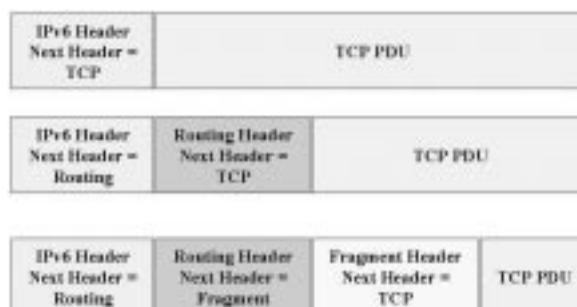 IPv6 Header
Next Header =
TCP
TCP PDU
IPv6 Header
Next Header =
Routing
Routing Header
Next Header =
TCP
TCP PDU
IPv6 Header
Next Header =
Routing
Routing Header
Next Header =
Fragment
Fragment Header
Next Header =
TCP
TCP PDU